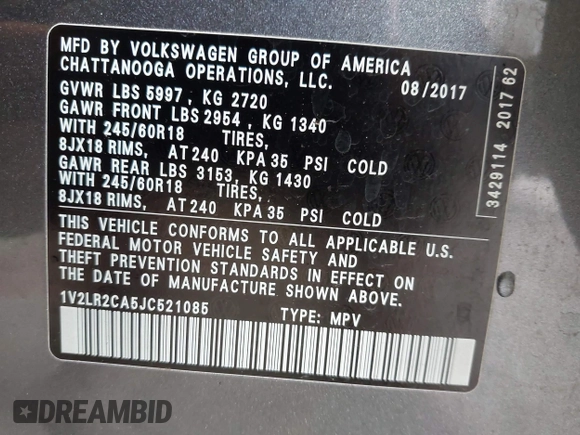 MFD BY VOLKSWAGEN GROUP OF AMERICA
CHATTANOOGA OPERATIONS, LLC. 08/2017
GVWR LBS 5997 , KG 2720
GAWR FRONT LBS 2954 , KG 1340
WITH 245/60R18 TIRES,
8JX18 RIMS, AT 240 KPA 35 PSI COLD
GAWR REAR LBS 3153, KG 1430
WITH 245/60R18 TIRES,
8JX18 RIMS, AT 240 KPA 35 PSI COLD
THIS VEHICLE CONFORMS TO ALL APPLICABLE U.S.
FEDERAL MOTOR VEHICLE SAFETY AND
THEFT PREVENTION STANDARDS IN EFFECT ON
THE DATE OF MANUFACTURE SHOWN ABOVE.
1V2LR2CA5JC521085 TYPE: MPV
3429114 2017 62
DREAMBID